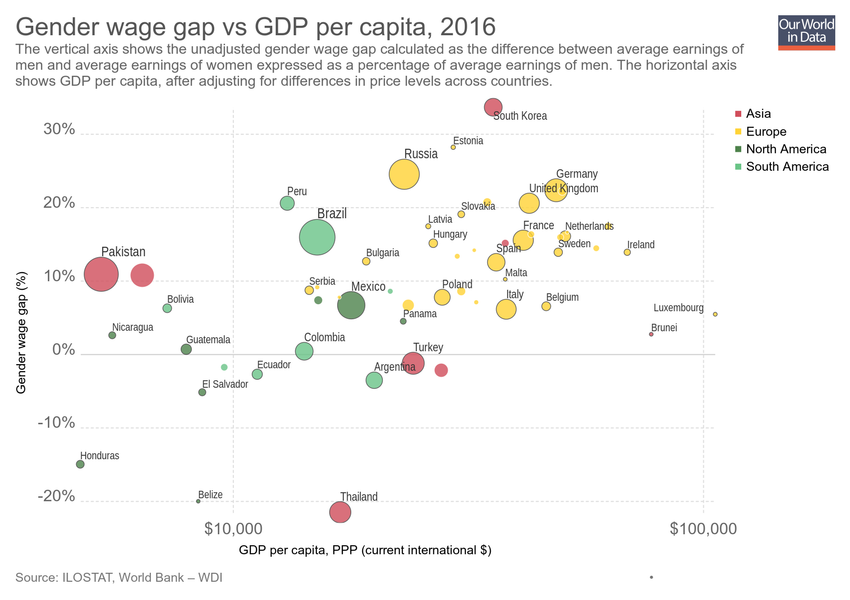 Gender wage gap vs GDP per capita, 2016
Our World
in Data
The vertical axis shows the unadjusted gender wage gap calculated as the difference between average earnings of
men and average earnings of women expressed as a percentage of average earnings of men. The horizontal axis
shows GDP per capita, after adjusting for differences in price levels across countries.
Asia
Europe
North America
South America
South Korea
30%
Estonia
Russia
Germany
United Kingdom
Peru
20%
Slovakia
Brazil
Latvia
France
Netherlands
Hungary
Sweden
Ireland
Spain
Pakistan
Bulgaria
Malta
10%
Serbia
Mexico
Poland
Italy
Belgium
Bolivia
Luxembourg
Panama
Nicaragua
Brunei
Guatemala
Colombia
Turkey
0%
Ecuador
Argentina
El Salvador
-10%
Honduras
-20%
Belize
Thailand
Gender wage gap (%)
$10,000
$100,000
GDP per capita, PPP (current international $)
Source: ILOSTAT, World Bank – WDI